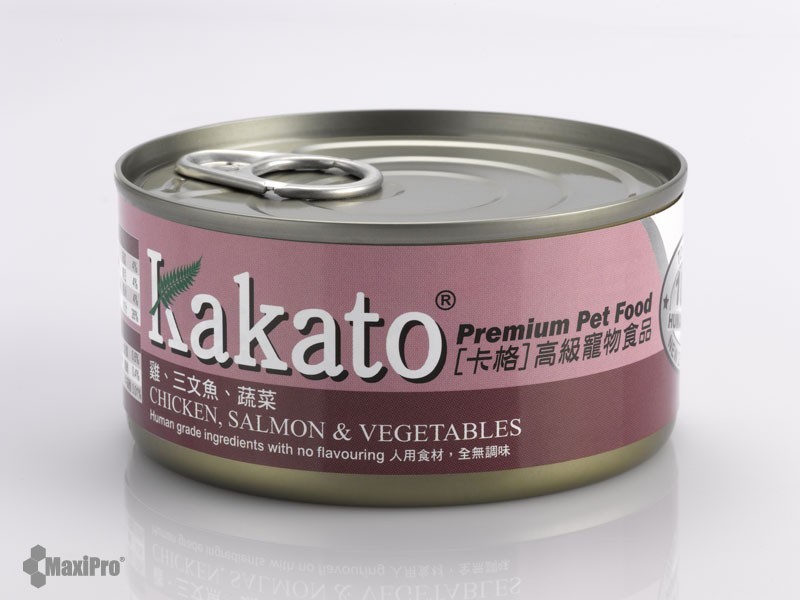 Kakato®
Premium Pet Food
[卡格]高級寵物食品
雞、三文魚、蔬菜
CHICKEN, SALMON & VEGETABLES
Human grade ingredients with no flavouring 人用食材，全無調味
MaxiPro®